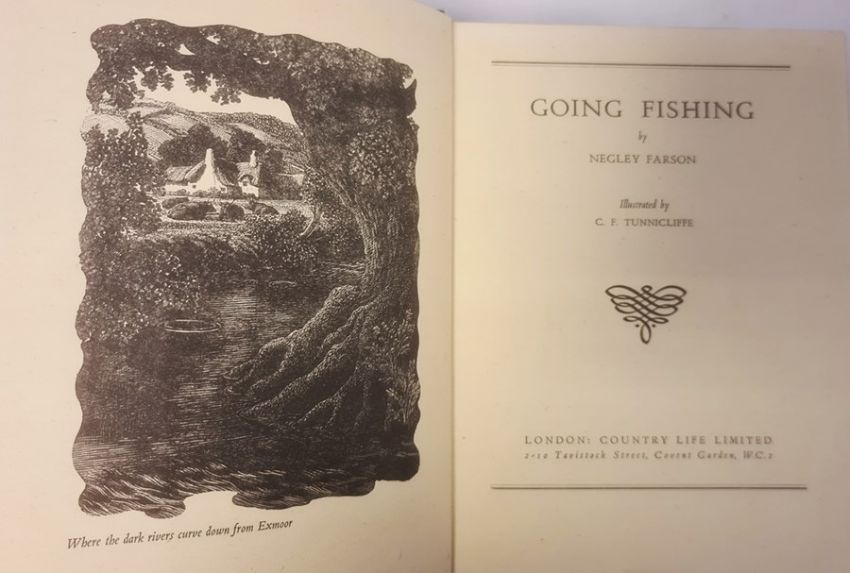 Where the dark rivers curve down from Exmoor
GOING FISHING
by
NEGLEY FARSON
Illustrated by
C. F. TUNNICLIFFE
LONDON: COUNTRY LIFE LIMITED
2-10 Tavistock Street, Covent Garden, W.C.2